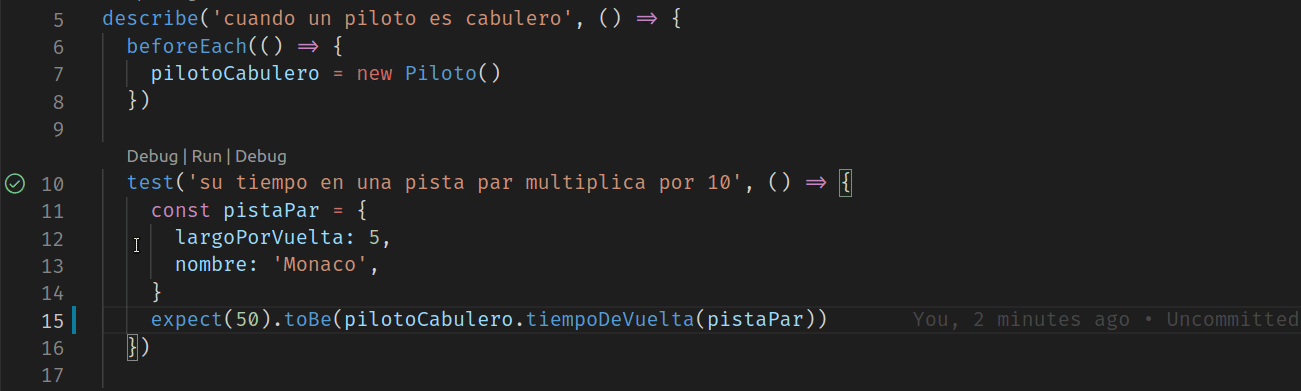 5 describe('cuando un piloto es cabulero', () => {
6 beforeEach(() => {
7 pilotoCabulero = new Piloto()
8 })
9
Debug | Run | Debug
10 test('su tiempo en una pista par multiplica por 10', () => {
11 const pistaPar = {
12 largoPorVuelta: 5,
13 nombre: 'Monaco',
14 }
15 expect(50).toBe(pilotoCabulero.tiempoDeVuelta(pistaPar)) You, 2 minutes ago • Uncommitted
16 })
17